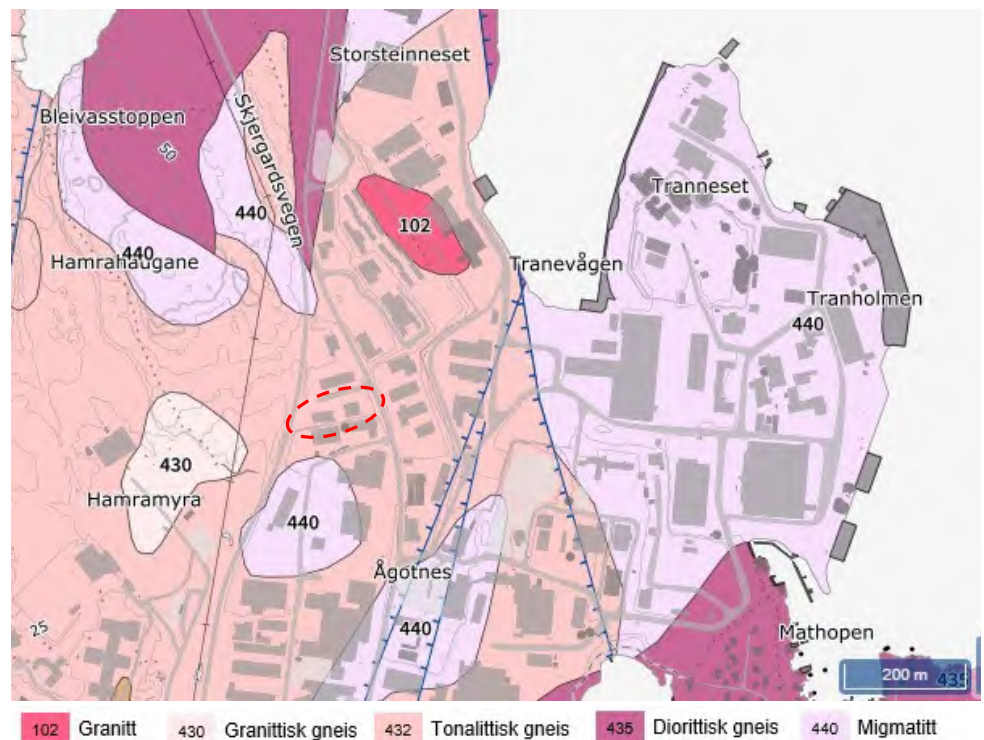 Storsteinneset
Bleivasstoppen
Skjergardsvegen
50
Tranneset
440
102
440
Hamrahaugane
Tranevågen
Tranholmen
440
430
Hamramyra
440
Ågotnes
25
440
Mathopen
200 m
435
102 Granitt 430 Granittisk gneis 432 Tonalittisk gneis 435 Diorittisk gneis 440 Migmatitt